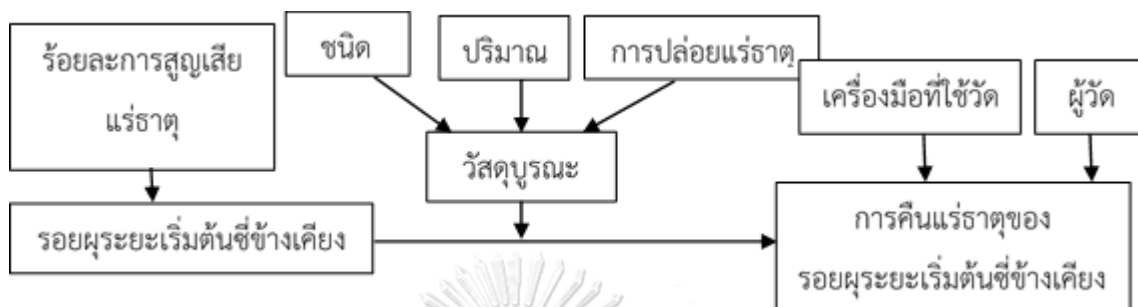 ร้อยละการสูญเสีย
แร่ธาตุ
ชนิด
ปริมาณ
การปล่อยแร่ธาตุ
เครื่องมือที่ใช้วัด
ผู้วัด
วัสดุบูรณะ
รอยผุระยะเริ่มต้นซี่ข้างเคียง
การคืนแร่ธาตุของ
รอยผุระยะเริ่มต้นซี่ข้างเคียง